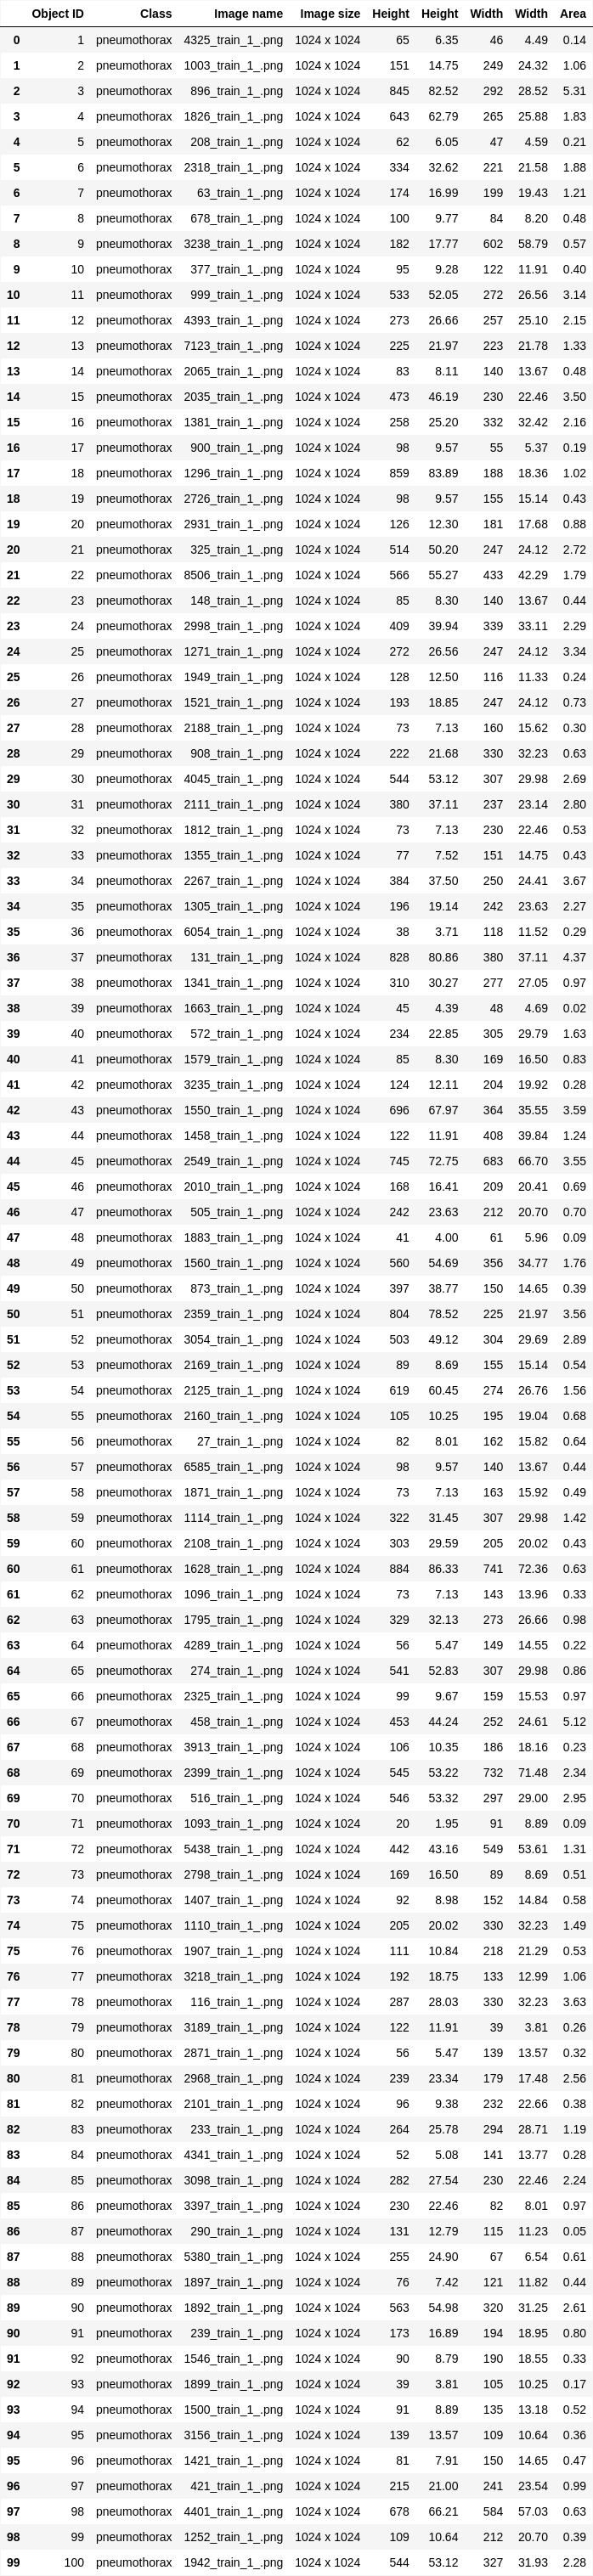 Object ID Class Image name Image size Height Height Width Width Area
0 1 pneumothorax 4325_train_1_.png 1024 x 1024 65 6.35 46 4.49 0.14
1 2 pneumothorax 1003_train_1_.png 1024 x 1024 151 14.75 249 24.32 1.06
2 3 pneumothorax 896_train_1_.png 1024 x 1024 845 82.52 292 28.52 5.31
3 4 pneumothorax 1826_train_1_.png 1024 x 1024 643 62.79 265 25.88 1.83
4 5 pneumothorax 208_train_1_.png 1024 x 1024 62 6.05 47 4.59 0.21
5 6 pneumothorax 2318_train_1_.png 1024 x 1024 334 32.62 221 21.58 1.88
6 7 pneumothorax 63_train_1_.png 1024 x 1024 174 16.99 199 19.43 1.21
7 8 pneumothorax 678_train_1_.png 1024 x 1024 100 9.77 84 8.20 0.48
8 9 pneumothorax 3238_train_1_.png 1024 x 1024 182 17.77 602 58.79 0.57
9 10 pneumothorax 377_train_1_.png 1024 x 1024 95 9.28 122 11.91 0.40
10 11 pneumothorax 999_train_1_.png 1024 x 1024 533 52.05 272 26.56 3.14
11 12 pneumothorax 4393_train_1_.png 1024 x 1024 273 26.66 257 25.10 2.15
12 13 pneumothorax 7123_train_1_.png 1024 x 1024 225 21.97 223 21.78 1.33
13 14 pneumothorax 2065_train_1_.png 1024 x 1024 83 8.11 140 13.67 0.48
14 15 pneumothorax 2035_train_1_.png 1024 x 1024 473 46.19 230 22.46 3.50
15 16 pneumothorax 1381_train_1_.png 1024 x 1024 258 25.20 332 32.42 2.16
16 17 pneumothorax 900_train_1_.png 1024 x 1024 98 9.57 55 5.37 0.19
17 18 pneumothorax 1296_train_1_.png 1024 x 1024 859 83.89 188 18.36 1.02
18 19 pneumothorax 2726_train_1_.png 1024 x 1024 98 9.57 155 15.14 0.43
19 20 pneumothorax 2931_train_1_.png 1024 x 1024 126 12.30 181 17.68 0.88
20 21 pneumothorax 325_train_1_.png 1024 x 1024 514 50.20 247 24.12 2.72
21 22 pneumothorax 8506_train_1_.png 1024 x 1024 566 55.27 433 42.29 1.79
22 23 pneumothorax 148_train_1_.png 1024 x 1024 85 8.30 140 13.67 0.44
23 24 pneumothorax 2998_train_1_.png 1024 x 1024 409 39.94 339 33.11 2.29
24 25 pneumothorax 1271_train_1_.png 1024 x 1024 272 26.56 247 24.12 3.34
25 26 pneumothorax 1949_train_1_.png 1024 x 1024 128 12.50 116 11.33 0.24
26 27 pneumothorax 1521_train_1_.png 1024 x 1024 193 18.85 247 24.12 0.73
27 28 pneumothorax 2188_train_1_.png 1024 x 1024 73 7.13 160 15.62 0.30
28 29 pneumothorax 908_train_1_.png 1024 x 1024 222 21.68 330 32.23 0.63
29 30 pneumothorax 4045_train_1_.png 1024 x 1024 544 53.12 307 29.98 2.69
30 31 pneumothorax 2111_train_1_.png 1024 x 1024 380 37.11 237 23.14 2.80
31 32 pneumothorax 1812_train_1_.png 1024 x 1024 73 7.13 230 22.46 0.53
32 33 pneumothorax 1355_train_1_.png 1024 x 1024 77 7.52 151 14.75 0.43
33 34 pneumothorax 2267_train_1_.png 1024 x 1024 384 37.50 250 24.41 3.67
34 35 pneumothorax 1305_train_1_.png 1024 x 1024 196 19.14 242 23.63 2.27
35 36 pneumothorax 6054_train_1_.png 1024 x 1024 38 3.71 118 11.52 0.29
36 37 pneumothorax 131_train_1_.png 1024 x 1024 828 80.86 380 37.11 4.37
37 38 pneumothorax 1341_train_1_.png 1024 x 1024 310 30.27 277 27.05 0.97
38 39 pneumothorax 1663_train_1_.png 1024 x 1024 45 4.39 48 4.69 0.02
39 40 pneumothorax 572_train_1_.png 1024 x 1024 234 22.85 305 29.79 1.63
40 41 pneumothorax 1579_train_1_.png 1024 x 1024 85 8.30 169 16.50 0.83
41 42 pneumothorax 3235_train_1_.png 1024 x 1024 124 12.11 204 19.92 0.28
42 43 pneumothorax 1550_train_1_.png 1024 x 1024 696 67.97 364 35.55 3.59
43 44 pneumothorax 1458_train_1_.png 1024 x 1024 122 11.91 408 39.84 1.24
44 45 pneumothorax 2549_train_1_.png 1024 x 1024 745 72.75 683 66.70 3.55
45 46 pneumothorax 2010_train_1_.png 1024 x 1024 168 16.41 209 20.41 0.69
46 47 pneumothorax 505_train_1_.png 1024 x 1024 242 23.63 212 20.70 0.70
47 48 pneumothorax 1883_train_1_.png 1024 x 1024 41 4.00 61 5.96 0.09
48 49 pneumothorax 1560_train_1_.png 1024 x 1024 560 54.69 356 34.77 1.76
49 50 pneumothorax 873_train_1_.png 1024 x 1024 397 38.77 150 14.65 0.39
50 51 pneumothorax 2359_train_1_.png 1024 x 1024 804 78.52 225 21.97 3.56
51 52 pneumothorax 3054_train_1_.png 1024 x 1024 503 49.12 304 29.69 2.89
52 53 pneumothorax 2169_train_1_.png 1024 x 1024 89 8.69 155 15.14 0.54
53 54 pneumothorax 2125_train_1_.png 1024 x 1024 619 60.45 274 26.76 1.56
54 55 pneumothorax 2160_train_1_.png 1024 x 1024 105 10.25 195 19.04 0.68
55 56 pneumothorax 27_train_1_.png 1024 x 1024 82 8.01 162 15.82 0.64
56 57 pneumothorax 6585_train_1_.png 1024 x 1024 98 9.57 140 13.67 0.44
57 58 pneumothorax 1871_train_1_.png 1024 x 1024 73 7.13 163 15.92 0.49
58 59 pneumothorax 1114_train_1_.png 1024 x 1024 322 31.45 307 29.98 1.42
59 60 pneumothorax 2108_train_1_.png 1024 x 1024 303 29.59 205 20.02 0.43
60 61 pneumothorax 1628_train_1_.png 1024 x 1024 884 86.33 741 72.36 0.63
61 62 pneumothorax 1096_train_1_.png 1024 x 1024 73 7.13 143 13.96 0.33
62 63 pneumothorax 1795_train_1_.png 1024 x 1024 329 32.13 273 26.66 0.98
63 64 pneumothorax 4289_train_1_.png 1024 x 1024 56 5.47 149 14.55 0.22
64 65 pneumothorax 274_train_1_.png 1024 x 1024 541 52.83 307 29.98 0.86
65 66 pneumothorax 2325_train_1_.png 1024 x 1024 99 9.67 159 15.53 0.97
66 67 pneumothorax 458_train_1_.png 1024 x 1024 453 44.24 252 24.61 5.12
67 68 pneumothorax 3913_train_1_.png 1024 x 1024 106 10.35 186 18.16 0.23
68 69 pneumothorax 2399_train_1_.png 1024 x 1024 545 53.22 732 71.48 2.34
69 70 pneumothorax 516_train_1_.png 1024 x 1024 546 53.32 297 29.00 2.95
70 71 pneumothorax 1093_train_1_.png 1024 x 1024 20 1.95 91 8.89 0.09
71 72 pneumothorax 5438_train_1_.png 1024 x 1024 442 43.16 549 53.61 1.31
72 73 pneumothorax 2798_train_1_.png 1024 x 1024 169 16.50 89 8.69 0.51
73 74 pneumothorax 1407_train_1_.png 1024 x 1024 92 8.98 152 14.84 0.58
74 75 pneumothorax 1110_train_1_.png 1024 x 1024 205 20.02 330 32.23 1.49
75 76 pneumothorax 1907_train_1_.png 1024 x 1024 111 10.84 218 21.29 0.53
76 77 pneumothorax 3218_train_1_.png 1024 x 1024 192 18.75 133 12.99 1.06
77 78 pneumothorax 116_train_1_.png 1024 x 1024 287 28.03 330 32.23 3.63
78 79 pneumothorax 3189_train_1_.png 1024 x 1024 122 11.91 39 3.81 0.26
79 80 pneumothorax 2871_train_1_.png 1024 x 1024 56 5.47 139 13.57 0.32
80 81 pneumothorax 2968_train_1_.png 1024 x 1024 239 23.34 179 17.48 2.56
81 82 pneumothorax 2101_train_1_.png 1024 x 1024 96 9.38 232 22.66 0.38
82 83 pneumothorax 233_train_1_.png 1024 x 1024 264 25.78 294 28.71 1.19
83 84 pneumothorax 4341_train_1_.png 1024 x 1024 52 5.08 141 13.77 0.28
84 85 pneumothorax 3098_train_1_.png 1024 x 1024 282 27.54 230 22.46 2.24
85 86 pneumothorax 3397_train_1_.png 1024 x 1024 230 22.46 82 8.01 0.97
86 87 pneumothorax 290_train_1_.png 1024 x 1024 131 12.79 115 11.23 0.05
87 88 pneumothorax 5380_train_1_.png 1024 x 1024 255 24.90 67 6.54 0.61
88 89 pneumothorax 1897_train_1_.png 1024 x 1024 76 7.42 121 11.82 0.44
89 90 pneumothorax 1892_train_1_.png 1024 x 1024 563 54.98 320 31.25 2.61
90 91 pneumothorax 239_train_1_.png 1024 x 1024 173 16.89 194 18.95 0.80
91 92 pneumothorax 1546_train_1_.png 1024 x 1024 90 8.79 190 18.55 0.33
92 93 pneumothorax 1899_train_1_.png 1024 x 1024 39 3.81 105 10.25 0.17
93 94 pneumothorax 1500_train_1_.png 1024 x 1024 91 8.89 135 13.18 0.52
94 95 pneumothorax 3156_train_1_.png 1024 x 1024 139 13.57 109 10.64 0.36
95 96 pneumothorax 1421_train_1_.png 1024 x 1024 81 7.91 150 14.65 0.47
96 97 pneumothorax 421_train_1_.png 1024 x 1024 215 21.00 241 23.54 0.99
97 98 pneumothorax 4401_train_1_.png 1024 x 1024 678 66.21 584 57.03 0.63
98 99 pneumothorax 1252_train_1_.png 1024 x 1024 109 10.64 212 20.70 0.39
99 100 pneumothorax 1942_train_1_.png 1024 x 1024 544 53.12 327 31.93 2.28